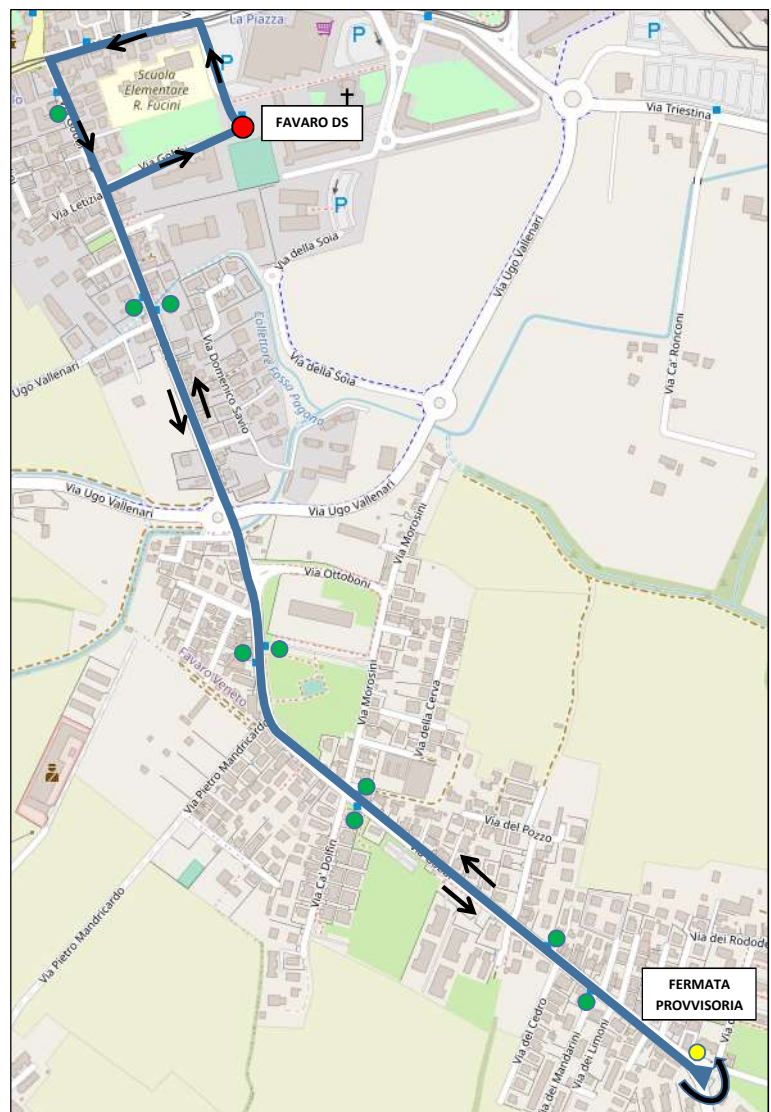 La Piazza
P
P
P
Scuola
Elementare
R. Fucini
FAVARO DS
Via Triestina
Via Gobbi
Via Letizia
P
Via della Soia
Via Ugo Vallenari
Via Ca' Ronconi
Collettore Fosso Pagano
Via della Soia
Ugo Vallenari
Via Domenico Savio
Via Ugo Vallenari
Via Ugo Vallenari
Via Morosini
Via Ottoboni
Favaro Veneto
Via Morosini
Via della Cerva
Via Pietro Mandricardo
Via del Pozzo
Via Ca' Dolfin
Via Pietro Mandricardo
Via dei Rodode
FERMATA
PROVVISORIA
Via del Cedro
Via dei Mandarini
Via dei Limoni